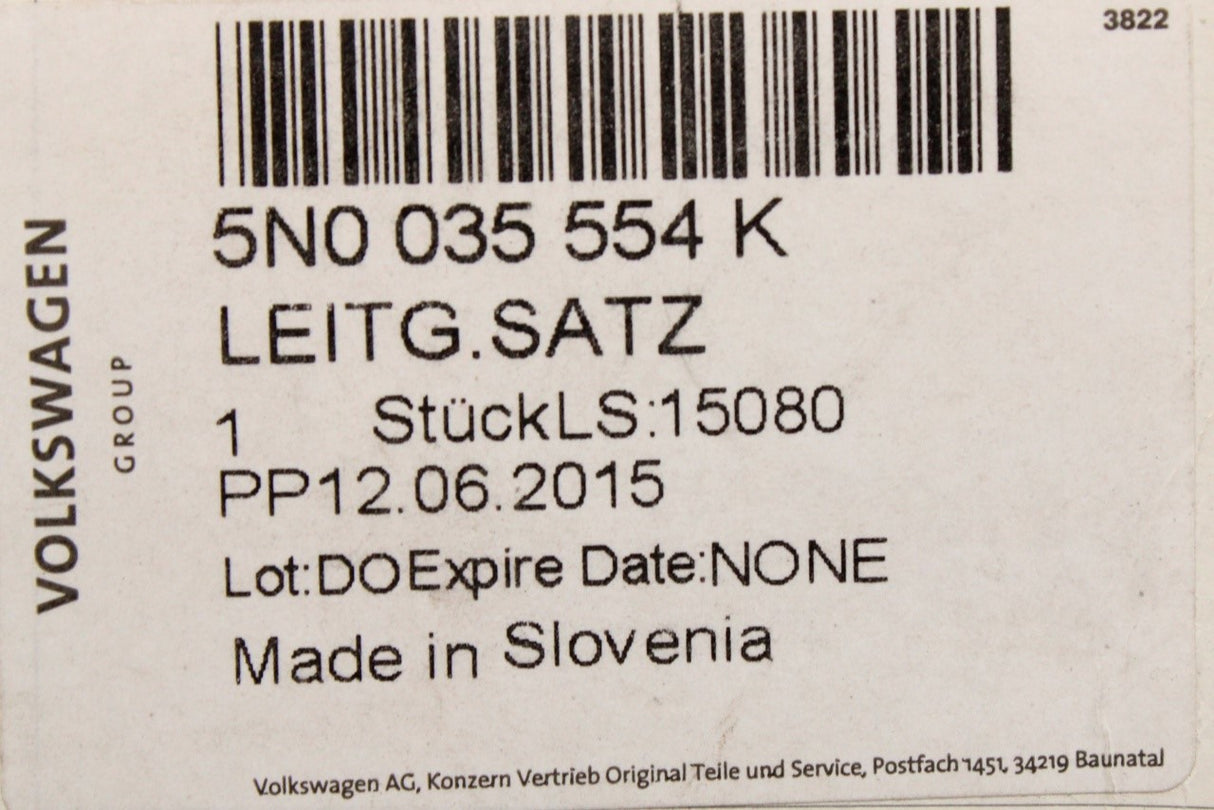 3822
5N0 035 554 K
LEITG.SATZ
1 StückLS:15080
PP12.06.2015
Lot:DOExpire Date:NONE
Made in Slovenia
VOLKSWAGEN
GROUP
Volkswagen AG, Konzern Vertrieb Original Teile und Service, Postfach 1451, 34219 Baunatal